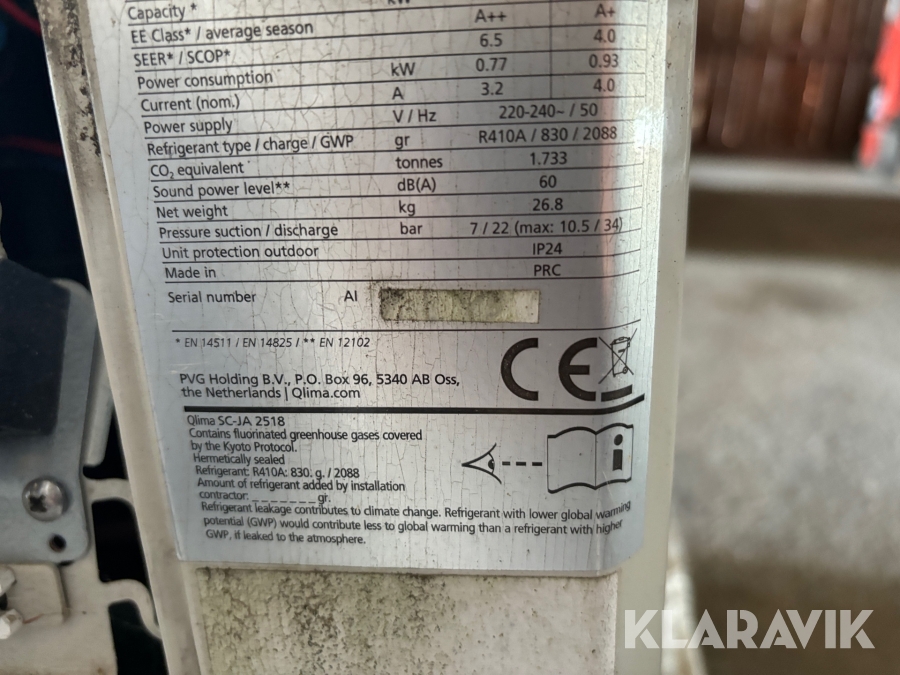 Capacity * kW
EE Class* / average season A++ A+
SEER* / SCOP* 6.5 4.0
Power consumption kW 0.77 0.93
Current (nom.) A 3.2 4.0
Power supply V / Hz 220-240~ / 50
Refrigerant type / charge / GWP gr R410A / 830 / 2088
CO₂ equivalent tonnes 1.733
Sound power level** dB(A) 60
Net weight kg 26.8
Pressure suction / discharge bar 7 / 22 (max: 10.5 / 34)
Unit protection outdoor IP24
Made in PRC
Serial number AI
* EN 14511 / EN 14825 / ** EN 12102
CE
PVG Holding B.V., P.O. Box 96, 5340 AB Oss,
the Netherlands | Qlima.com
Qlima SC-JA 2518
Contains fluorinated greenhouse gases covered
by the Kyoto Protocol.
Hermetically sealed
Refrigerant: R410A: 830. g. / 2088
Amount of refrigerant added by installation
contractor: _ _ _ _ _ _ _ gr.
Refrigerant leakage contributes to climate change. Refrigerant with lower global warming
potential (GWP) would contribute less to global warming than a refrigerant with higher
GWP, if leaked to the atmosphere.
KLARAVIK